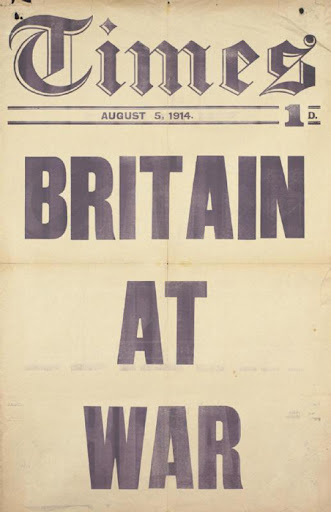 Times
AUGUST 5, 1914.
1D.
BRITAIN
AT
WAR